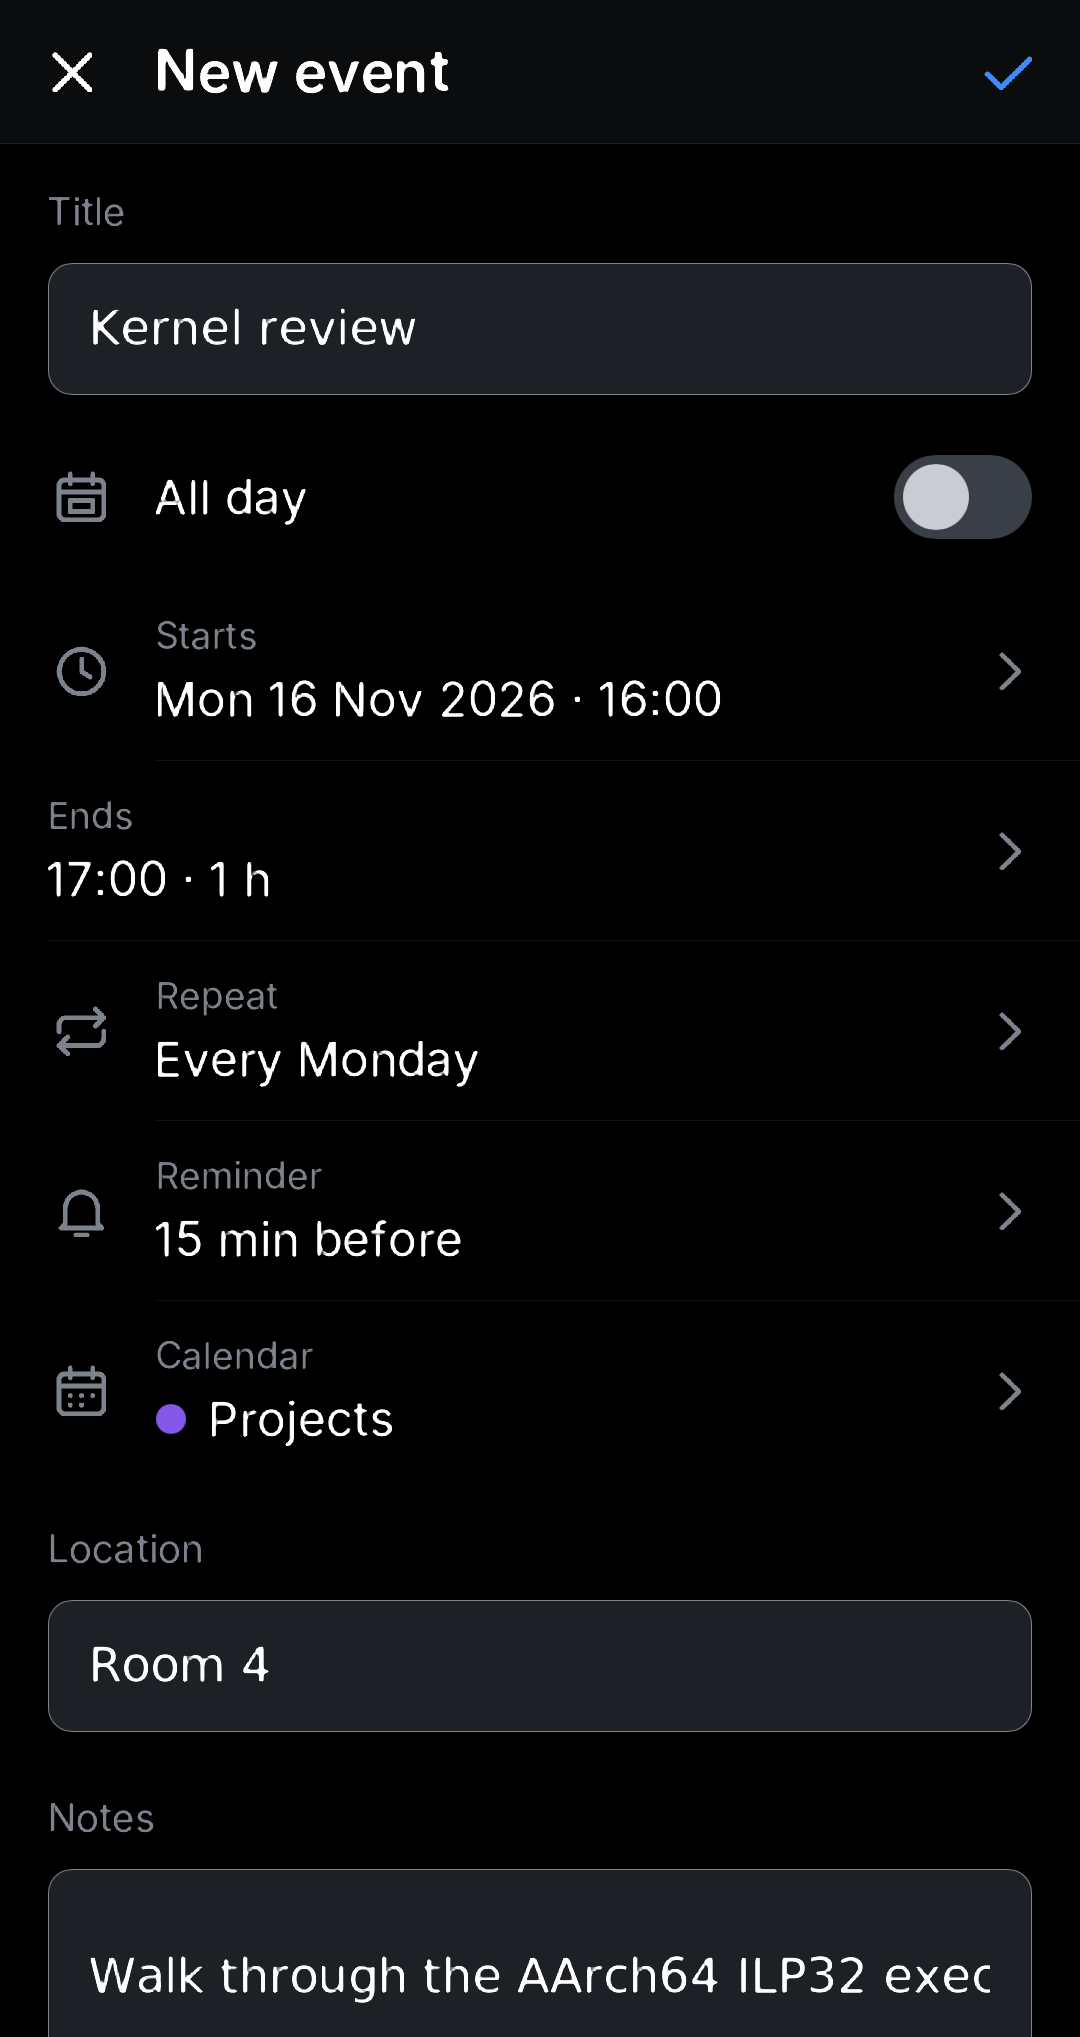 New event
Title
Kernel review
All day
Starts
Mon 16 Nov 2026 · 16:00
Ends
17:00 · 1 h
Repeat
Every Monday
Reminder
15 min before
Calendar
Projects
Location
Room 4
Notes
Walk through the AArch64 ILP32 exec